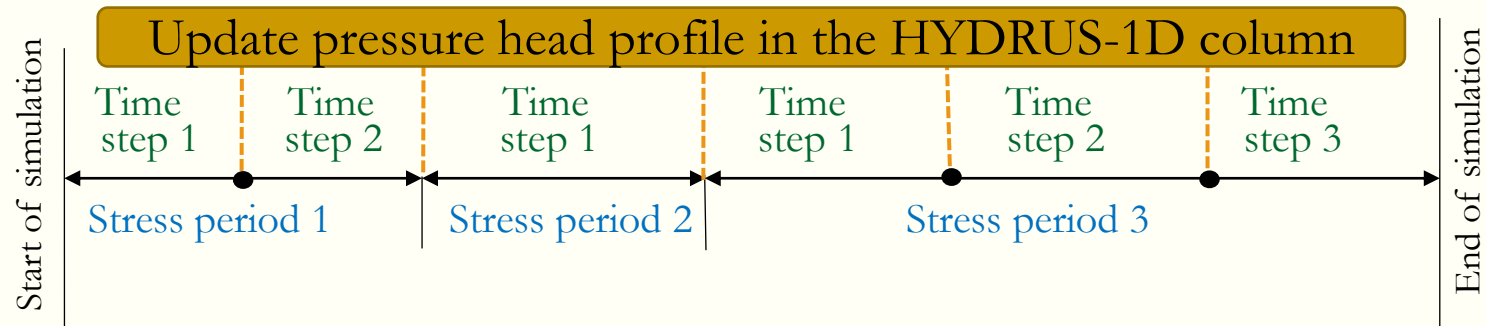 Update pressure head profile in the HYDRUS-1D column
Start of simulation
Time
step 1
Time
step 2
Time
step 1
Time
step 1
Time
step 2
Time
step 3
End of simulation
Stress period 1
Stress period 2
Stress period 3